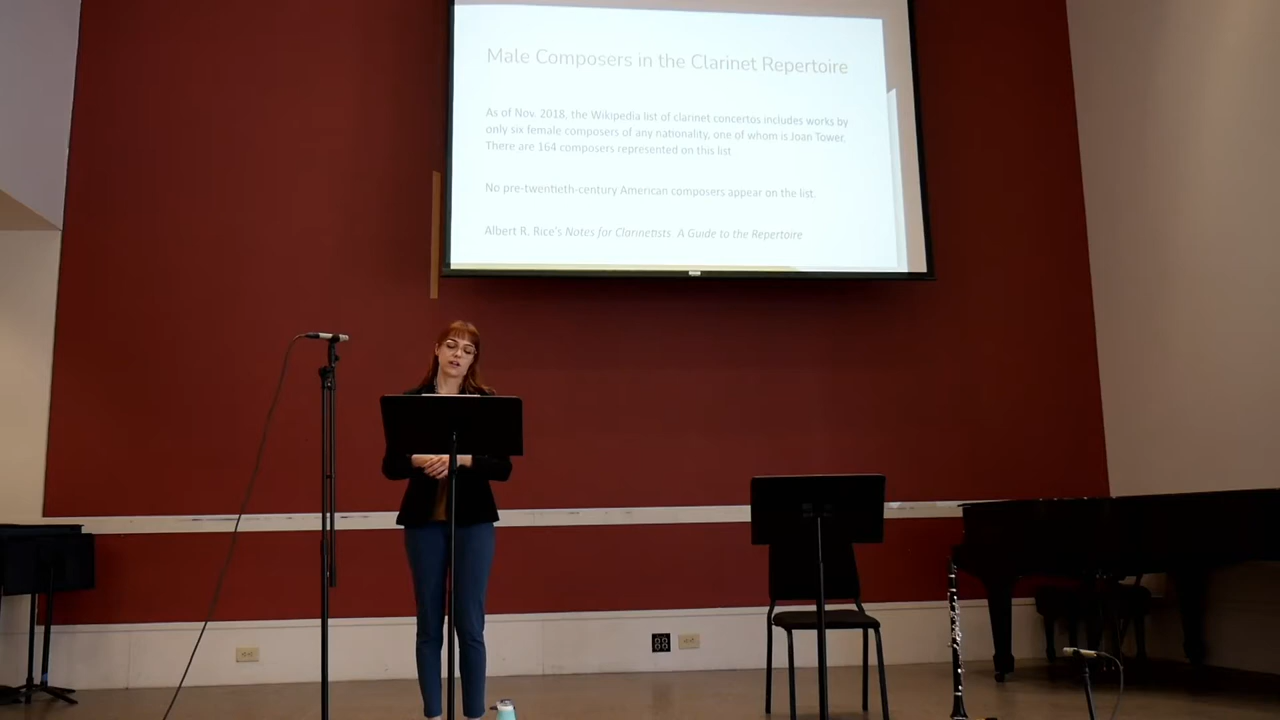 Male Composers in the Clarinet Repertoire
As of Nov. 2018, the Wikipedia list of clarinet concertos includes works by
only six female composers of any nationality, one of whom is Joan Tower.
There are 164 composers represented on this list
No pre-twentieth-century American composers appear on the list.
Albert R. Rice's Notes for Clarinetists A Guide to the Repertoire